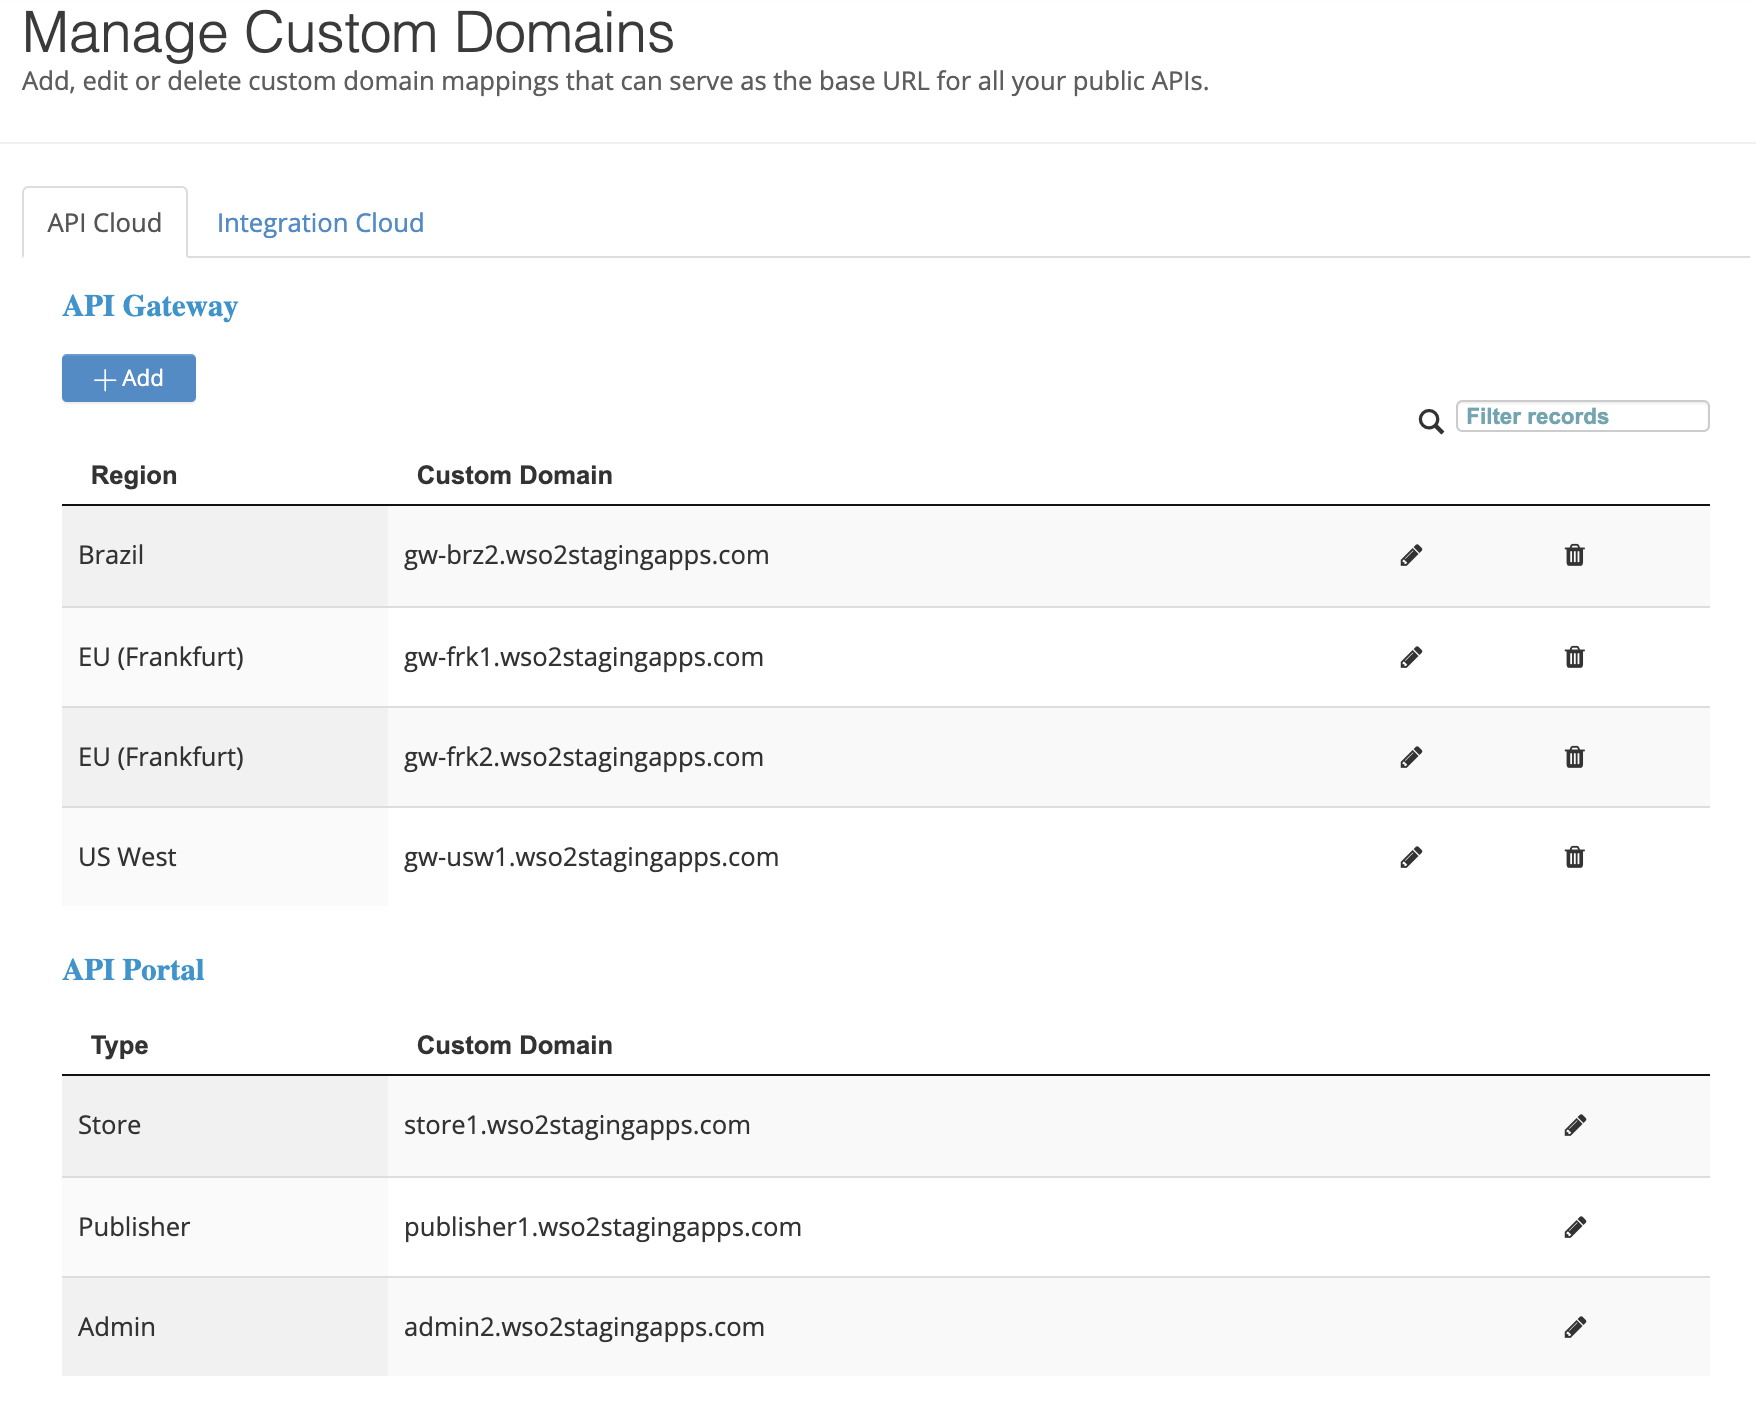 Manage Custom Domains
Add, edit or delete custom domain mappings that can serve as the base URL for all your public APIs.
API Cloud Integration Cloud
API Gateway
+ Add
Filter records
Region Custom Domain
Brazil gw-brz2.wso2stagingapps.com
EU (Frankfurt) gw-frk1.wso2stagingapps.com
EU (Frankfurt) gw-frk2.wso2stagingapps.com
US West gw-usw1.wso2stagingapps.com
API Portal
Type Custom Domain
Store store1.wso2stagingapps.com
Publisher publisher1.wso2stagingapps.com
Admin admin2.wso2stagingapps.com